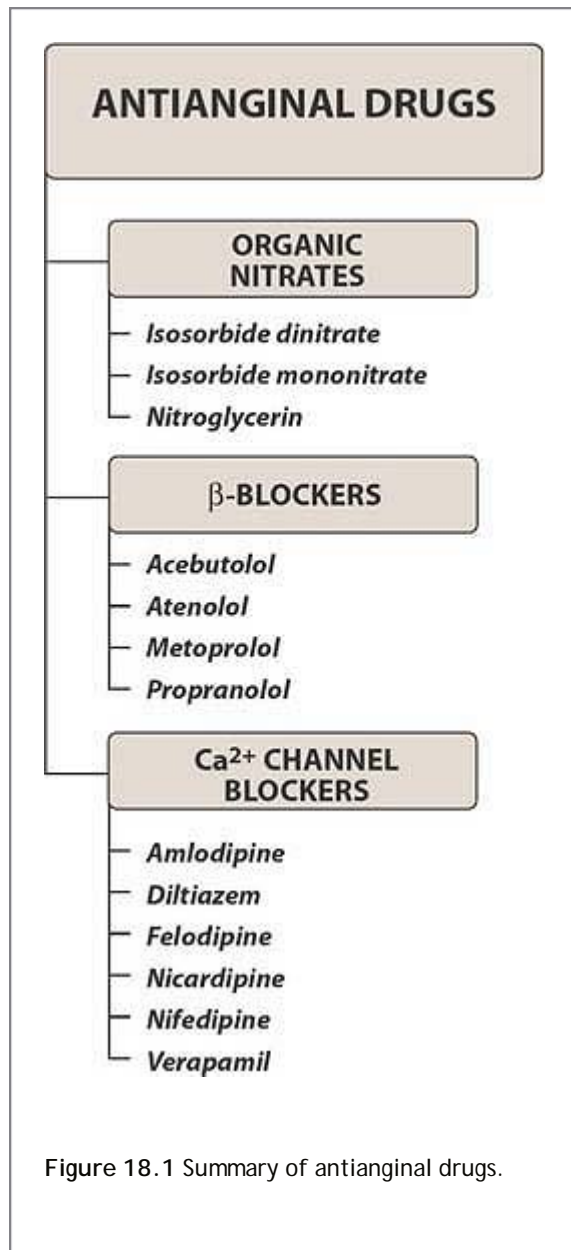 ANTIANGINAL DRUGS
ORGANIC
NITRATES
Isosorbide dinitrate
Isosorbide mononitrate
Nitroglycerin
β-BLOCKERS
Acebutolol
Atenolol
Metoprolol
Propranolol
Ca²⁺ CHANNEL
BLOCKERS
Amlodipine
Diltiazem
Felodipine
Nicardipine
Nifedipine
Verapamil
Figure 18.1 Summary of antianginal drugs.